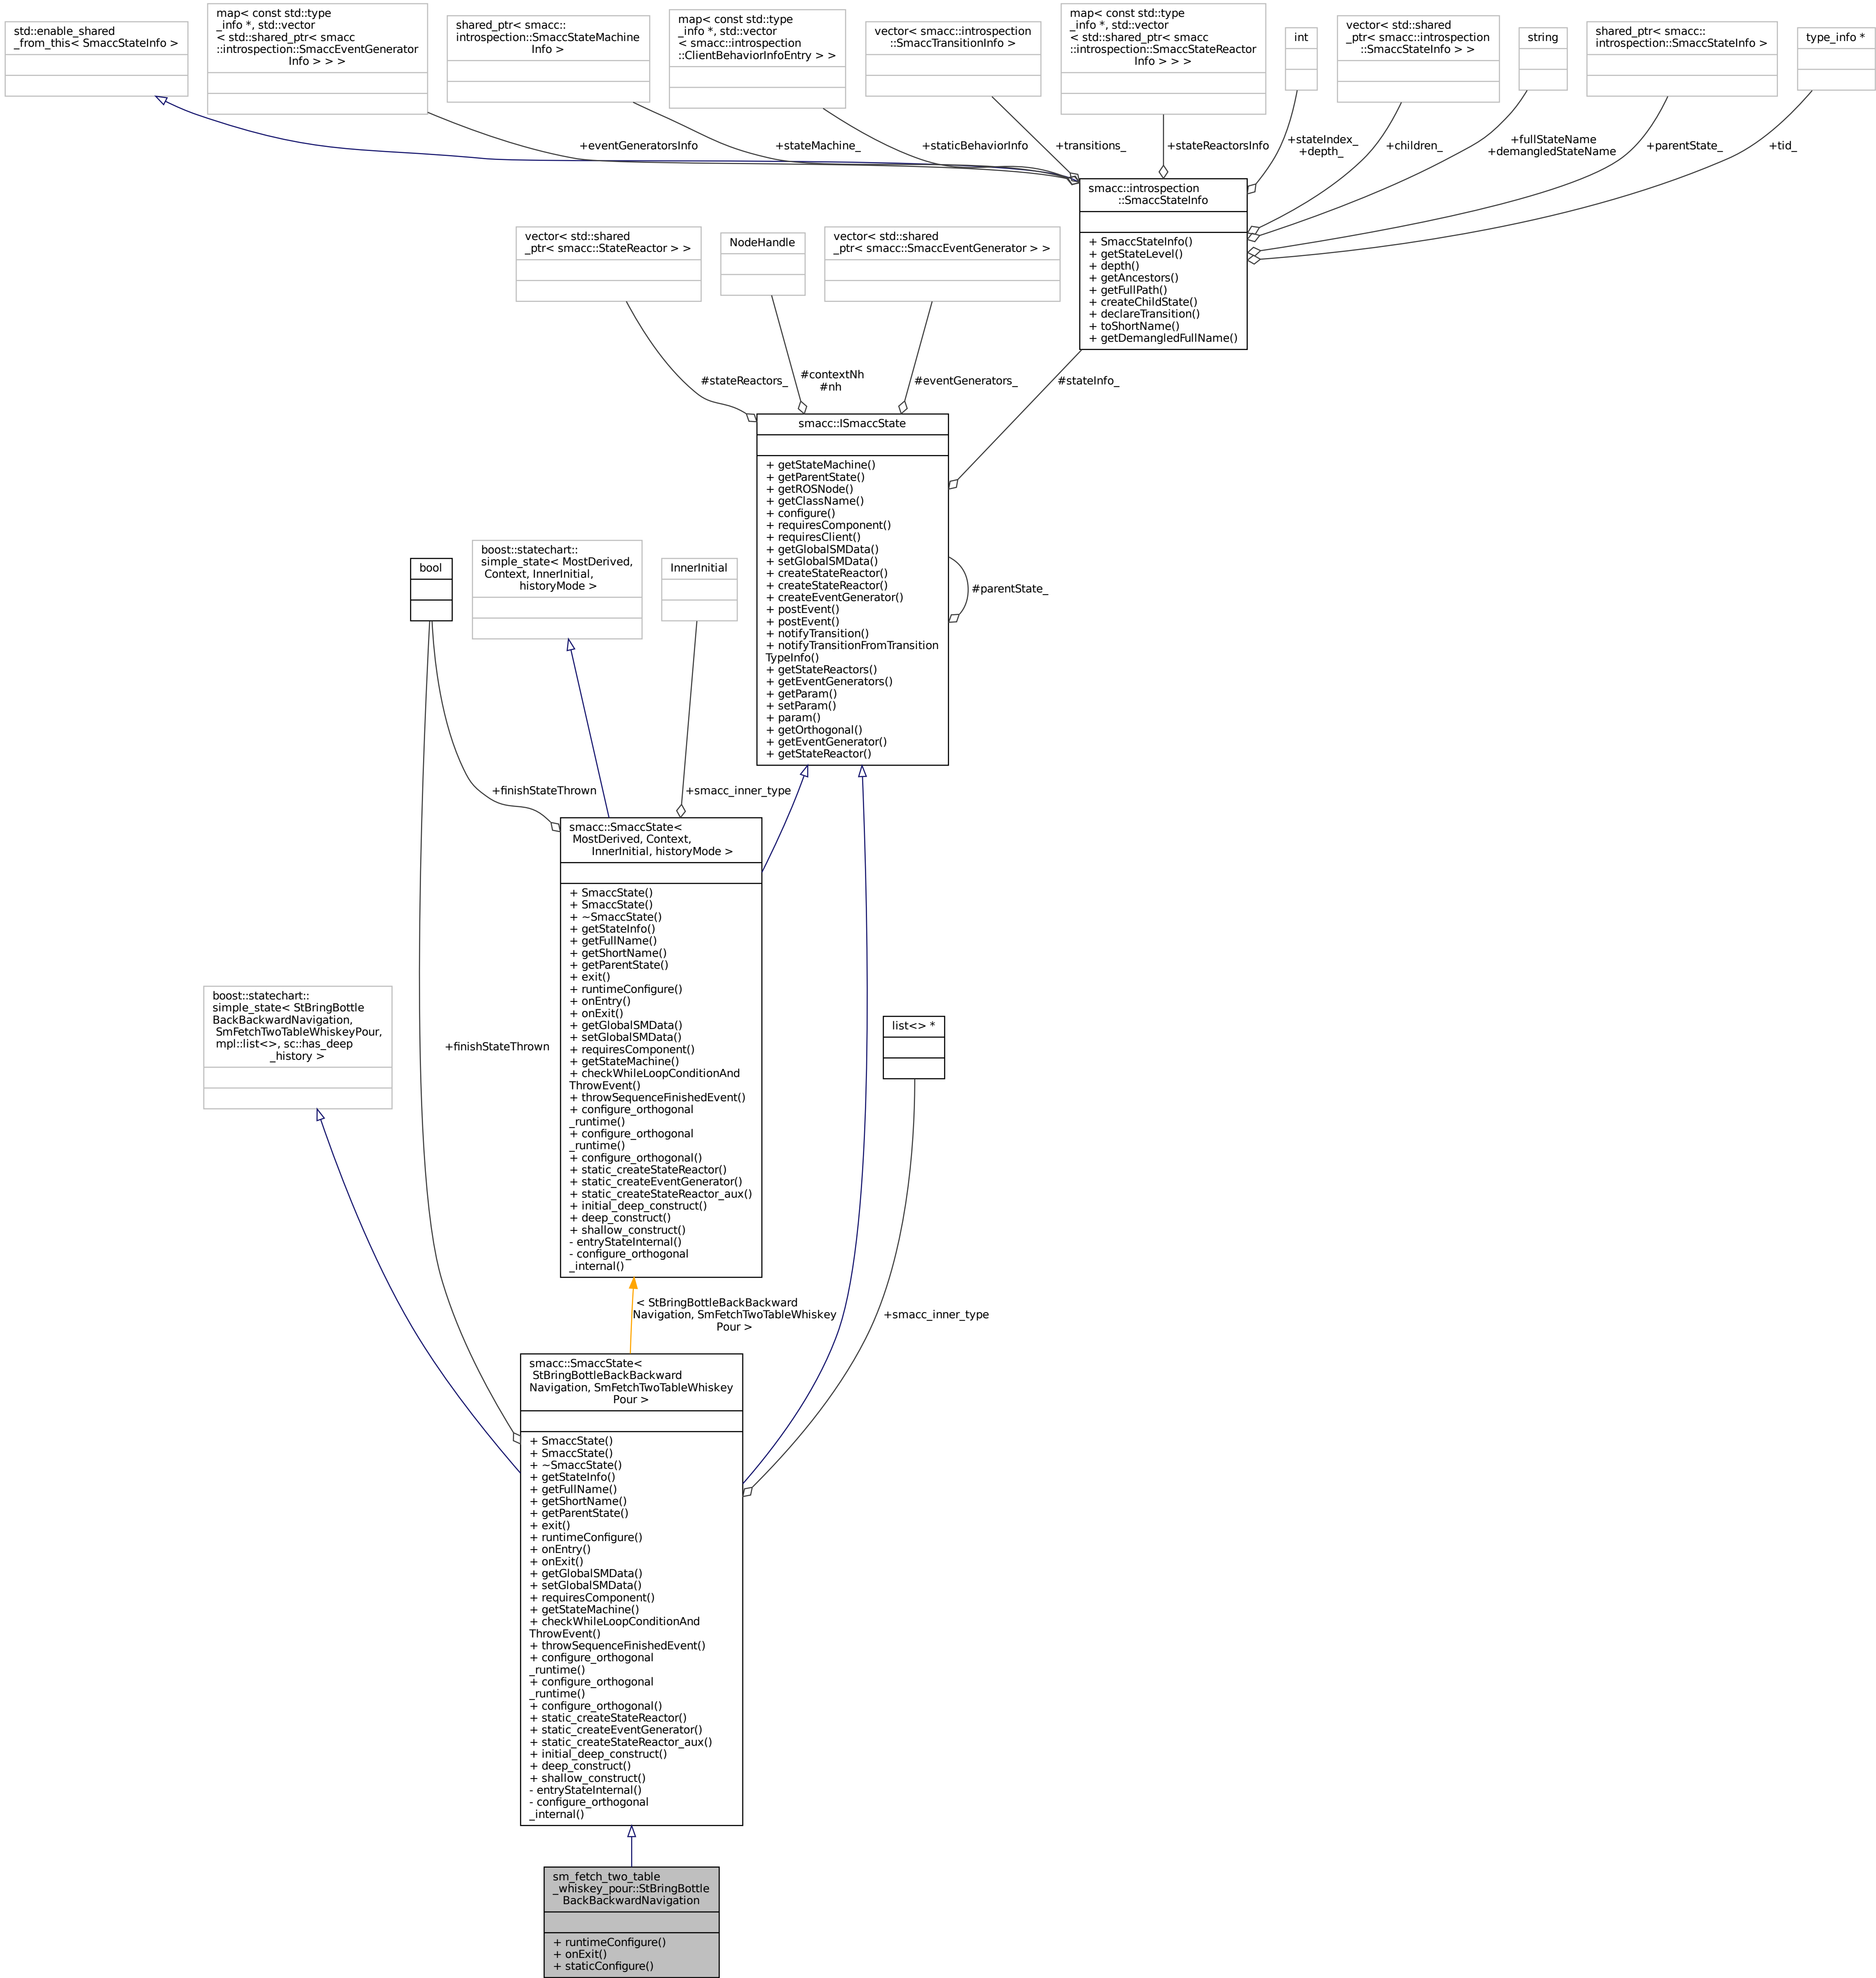 std::enable_shared
_from_this< SmaccStateInfo >
map< const std::type
_info *, std::vector
< std::shared_ptr< smacc
::introspection::SmaccEventGenerator
Info > > >
shared_ptr< smacc::
introspection::SmaccStateMachine
Info >
map< const std::type
_info *, std::vector
< smacc::introspection
::ClientBehaviorInfoEntry > >
vector< smacc::introspection
::SmaccTransitionInfo >
map< const std::type
_info *, std::vector
< std::shared_ptr< smacc
::introspection::SmaccStateReactor
Info > > >
int
vector< std::shared
_ptr< smacc::introspection
::SmaccStateInfo > >
string
shared_ptr< smacc::
introspection::SmaccStateInfo >
type_info *
+eventGeneratorsInfo
+stateMachine_
+staticBehaviorInfo
+transitions_
+stateReactorsInfo
+stateIndex_
+depth_
+children_
+fullStateName
+demangledStateName
+parentState_
+tid_
smacc::introspection
::SmaccStateInfo
+ SmaccStateInfo()
+ getStateLevel()
+ depth()
+ getAncestors()
+ getFullPath()
+ createChildState()
+ declareTransition()
+ toShortName()
+ getDemangledFullName()
vector< std::shared
_ptr< smacc::StateReactor > >
NodeHandle
vector< std::shared
_ptr< smacc::SmaccEventGenerator > >
#stateReactors_
#contextNh
#nh
#eventGenerators_
#stateInfo_
smacc::ISmaccState
+ getStateMachine()
+ getParentState()
+ getROSNode()
+ getClassName()
+ configure()
+ requiresComponent()
+ requiresClient()
+ getGlobalSMData()
+ setGlobalSMData()
+ createStateReactor()
+ createStateReactor()
+ createEventGenerator()
+ postEvent()
+ postEvent()
+ notifyTransition()
+ notifyTransitionFromTransition
TypeInfo()
+ getStateReactors()
+ getEventGenerators()
+ getParam()
+ setParam()
+ param()
+ getOrthogonal()
+ getEventGenerator()
+ getStateReactor()
#parentState_
bool
boost::statechart::
simple_state< MostDerived,
Context, InnerInitial,
historyMode >
InnerInitial
+finishStateThrown
+smacc_inner_type
smacc::SmaccState<
MostDerived, Context,
InnerInitial, historyMode >
+ SmaccState()
+ SmaccState()
+ ~SmaccState()
+ getStateInfo()
+ getFullName()
+ getShortName()
+ getParentState()
+ exit()
+ runtimeConfigure()
+ onEntry()
+ onExit()
+ getGlobalSMData()
+ setGlobalSMData()
+ requiresComponent()
+ getStateMachine()
+ checkWhileLoopConditionAnd
ThrowEvent()
+ throwSequenceFinishedEvent()
+ configure_orthogonal
_runtime()
+ configure_orthogonal
_runtime()
+ configure_orthogonal()
+ static_createStateReactor()
+ static_createEventGenerator()
+ static_createStateReactor_aux()
+ initial_deep_construct()
+ deep_construct()
+ shallow_construct()
- entryStateInternal()
- configure_orthogonal
_internal()
boost::statechart::
simple_state< StBringBottle
BackBackwardNavigation,
SmFetchTwoTableWhiskeyPour,
mpl::list<>, sc::has_deep
_history >
+finishStateThrown
list<> *
< StBringBottleBackBackward
Navigation, SmFetchTwoTableWhiskey
Pour >
+smacc_inner_type
smacc::SmaccState<
StBringBottleBackBackward
Navigation, SmFetchTwoTableWhiskey
Pour >
+ SmaccState()
+ SmaccState()
+ ~SmaccState()
+ getStateInfo()
+ getFullName()
+ getShortName()
+ getParentState()
+ exit()
+ runtimeConfigure()
+ onEntry()
+ onExit()
+ getGlobalSMData()
+ setGlobalSMData()
+ requiresComponent()
+ getStateMachine()
+ checkWhileLoopConditionAnd
ThrowEvent()
+ throwSequenceFinishedEvent()
+ configure_orthogonal
_runtime()
+ configure_orthogonal
_runtime()
+ configure_orthogonal()
+ static_createStateReactor()
+ static_createEventGenerator()
+ static_createStateReactor_aux()
+ initial_deep_construct()
+ deep_construct()
+ shallow_construct()
- entryStateInternal()
- configure_orthogonal
_internal()
sm_fetch_two_table
_whiskey_pour::StBringBottle
BackBackwardNavigation
+ runtimeConfigure()
+ onExit()
+ staticConfigure()